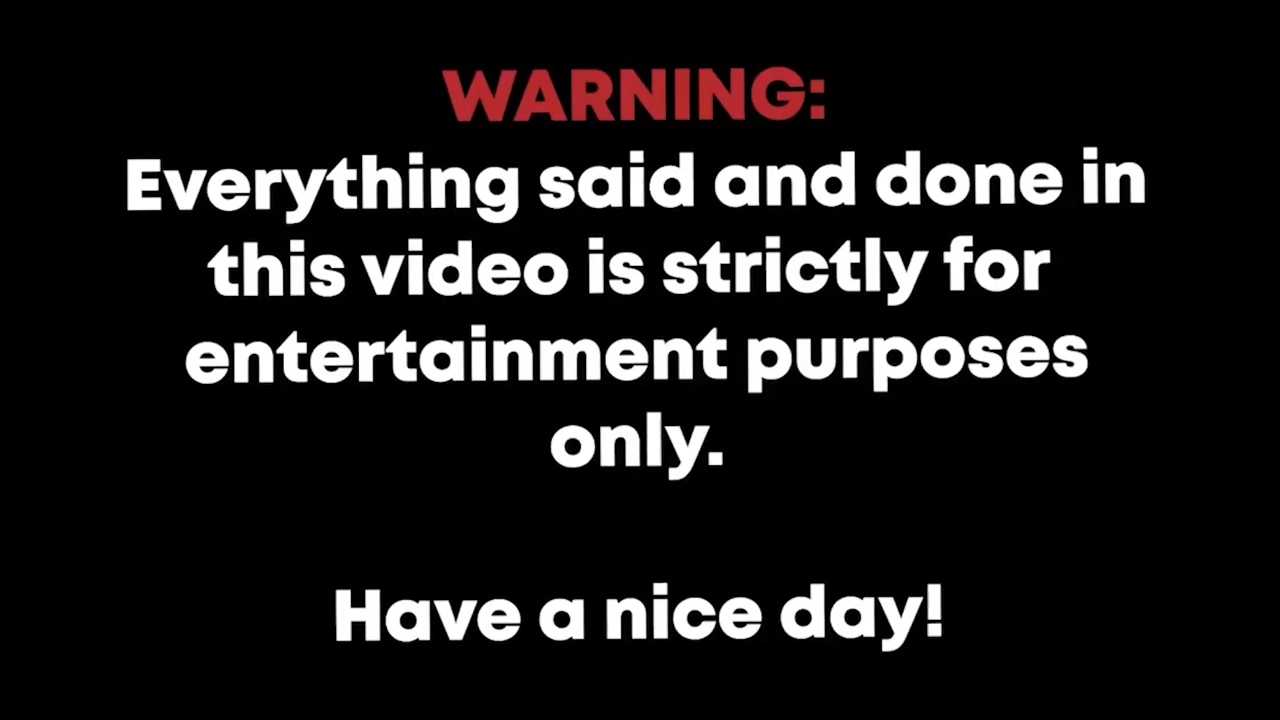 WARNING:
Everything said and done in
this video is strictly for
entertainment purposes
only.
Have a nice day!